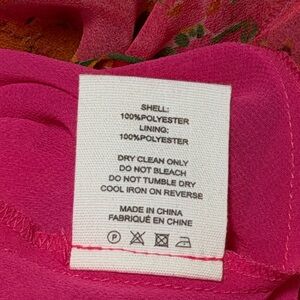 SHELL:
100%POLYESTER
LINING:
100%POLYESTER
DRY CLEAN ONLY
DO NOT BLEACH
DO NOT TUMBLE DRY
COOL IRON ON REVERSE
MADE IN CHINA
FABRIQUÉ EN CHINE
P